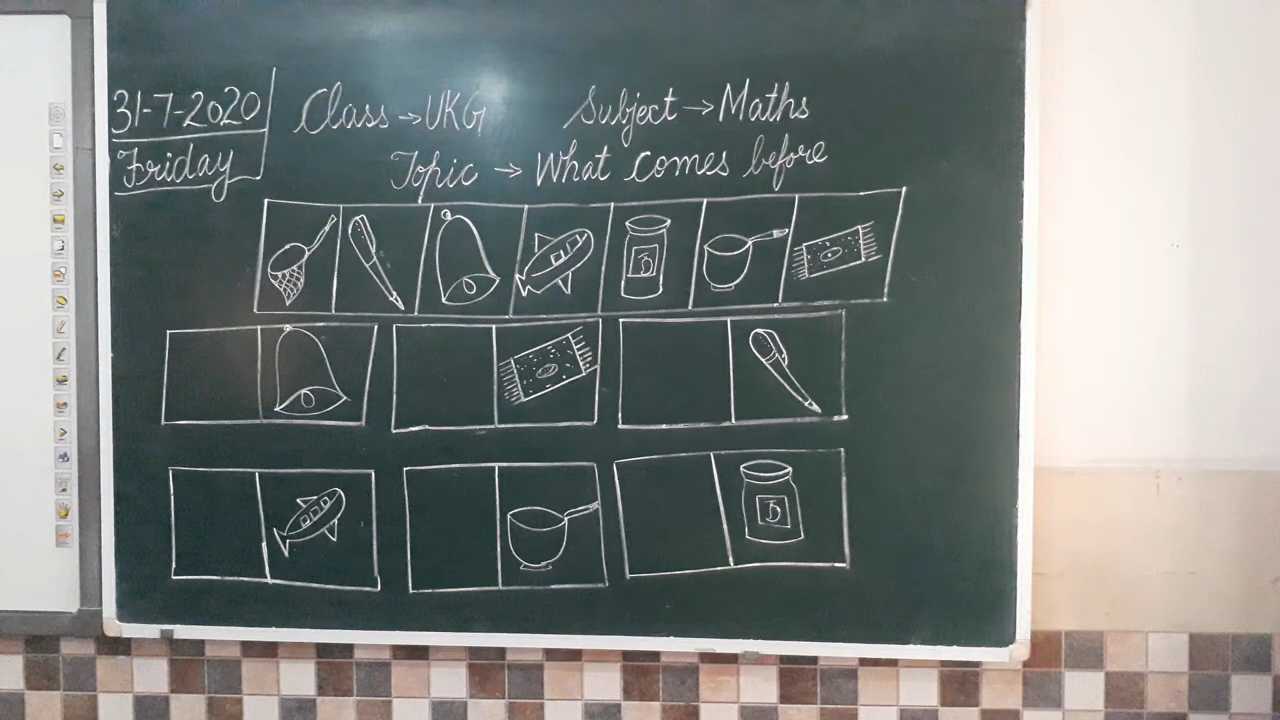 31-7-2020
Friday
Class → UKG
Subject → Maths
Topic → What comes before